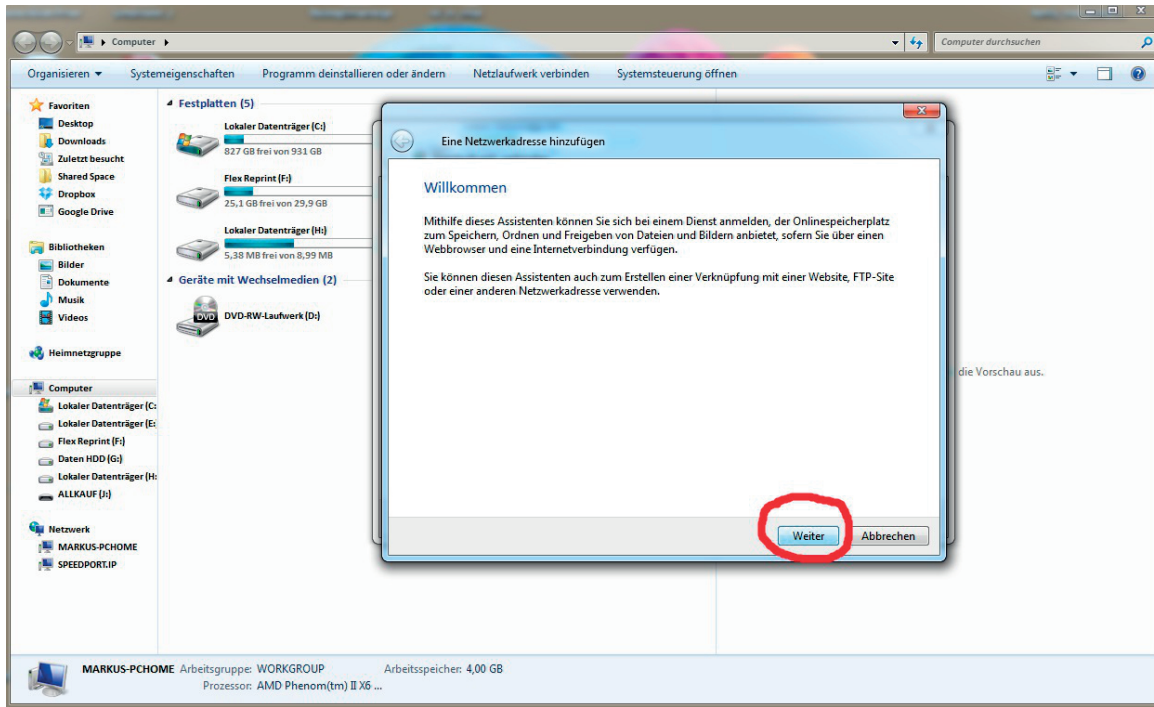 Computer
Computer durchsuchen
Organisieren Systemeigenschaften Programm deinstallieren oder ändern Netzlaufwerk verbinden Systemsteuerung öffnen
Favoriten
Desktop
Downloads
Zuletzt besucht
Shared Space
Dropbox
Google Drive
Bibliotheken
Bilder
Dokumente
Musik
Videos
Heimnetzgruppe
Computer
Lokaler Datenträger (C:
Lokaler Datenträger (E:
Flex Reprint (F:)
Daten HDD (G:)
Lokaler Datenträger (H:
ALLKAUF (J:)
Netzwerk
MARKUS-PCHOME
SPEEDPORT.IP
Festplatten (5)
Lokaler Datenträger (C:)
827 GB frei von 931 GB
Flex Reprint (F:)
25,1 GB frei von 29,9 GB
Lokaler Datenträger (H:)
5,38 MB frei von 8,99 MB
Geräte mit Wechselmedien (2)
DVD
DVD-RW-Laufwerk (D:)
Eine Netzwerkadresse hinzufügen
Willkommen
Mithilfe dieses Assistenten können Sie sich bei einem Dienst anmelden, der Onlinespeicherplatz
zum Speichern, Ordnen und Freigeben von Dateien und Bildern anbietet, sofern Sie über einen
Webbrowser und eine Internetverbindung verfügen.
Sie können diesen Assistenten auch zum Erstellen einer Verknüpfung mit einer Website, FTP-Site
oder einer anderen Netzwerkadresse verwenden.
Weiter Abbrechen
die Vorschau aus.
MARKUS-PCHOME Arbeitsgruppe: WORKGROUP Arbeitsspeicher: 4,00 GB
Prozessor: AMD Phenom(tm) II X6 ...